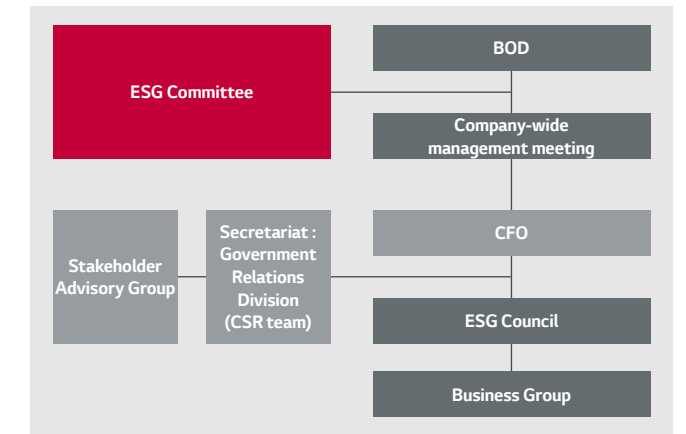 BOD
ESG Committee
Company-wide
management meeting
Stakeholder
Advisory Group
Secretariat :
Government
Relations
Division
(CSR team)
CFO
ESG Council
Business Group